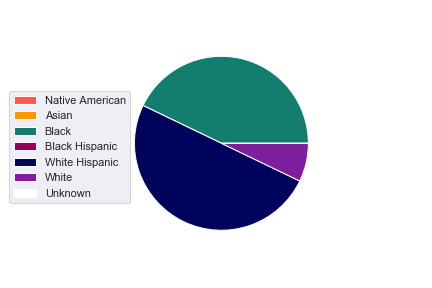 Native American
Asian
Black
Black Hispanic
White Hispanic
White
Unknown